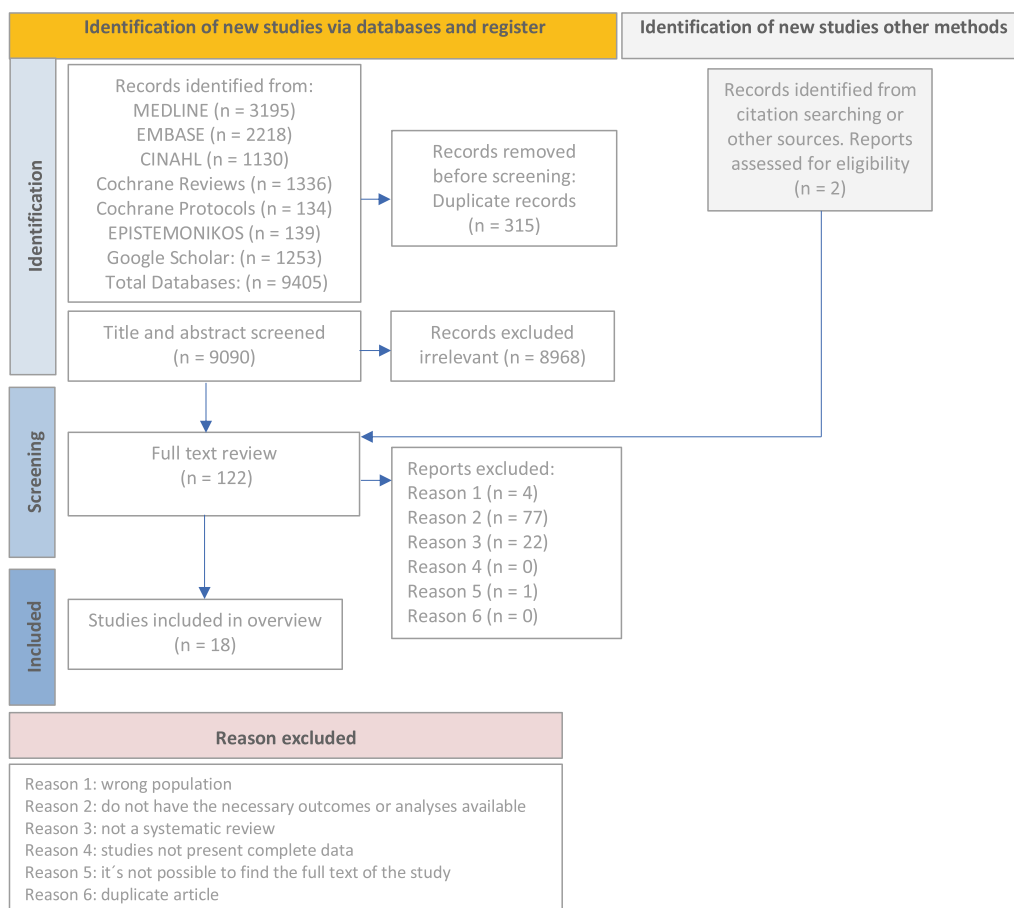 Identification of new studies via databases and register
Identification of new studies other methods
Identification
Records identified from:
MEDLINE (n = 3195)
EMBASE (n = 2218)
CINAHL (n = 1130)
Cochrane Reviews (n = 1336)
Cochrane Protocols (n = 134)
EPISTEMONIKOS (n = 139)
Google Scholar: (n = 1253)
Total Databases: (n = 9405)
Records removed
before screening:
Duplicate records
(n = 315)
Records identified from
citation searching or
other sources. Reports
assessed for eligibility
(n = 2)
Title and abstract screened
(n = 9090)
Records excluded
irrelevant (n = 8968)
Screening
Full text review
(n = 122)
Reports excluded:
Reason 1 (n = 4)
Reason 2 (n = 77)
Reason 3 (n = 22)
Reason 4 (n = 0)
Reason 5 (n = 1)
Reason 6 (n = 0)
Included
Studies included in overview
(n = 18)
Reason excluded
Reason 1: wrong population
Reason 2: do not have the necessary outcomes or analyses available
Reason 3: not a systematic review
Reason 4: studies not present complete data
Reason 5: it´s not possible to find the full text of the study
Reason 6: duplicate article